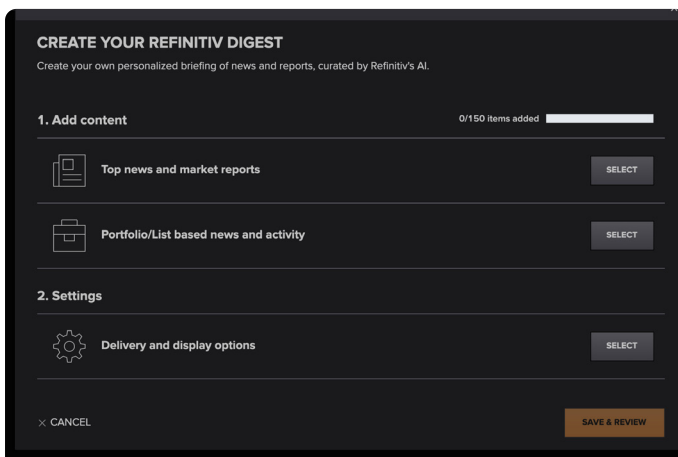 CREATE YOUR REFINITIV DIGEST
Create your own personalized briefing of news and reports, curated by Refinitiv's AI.
1. Add content
0/150 items added
Top news and market reports
SELECT
Portfolio/List based news and activity
SELECT
2. Settings
Delivery and display options
SELECT
× CANCEL
SAVE & REVIEW